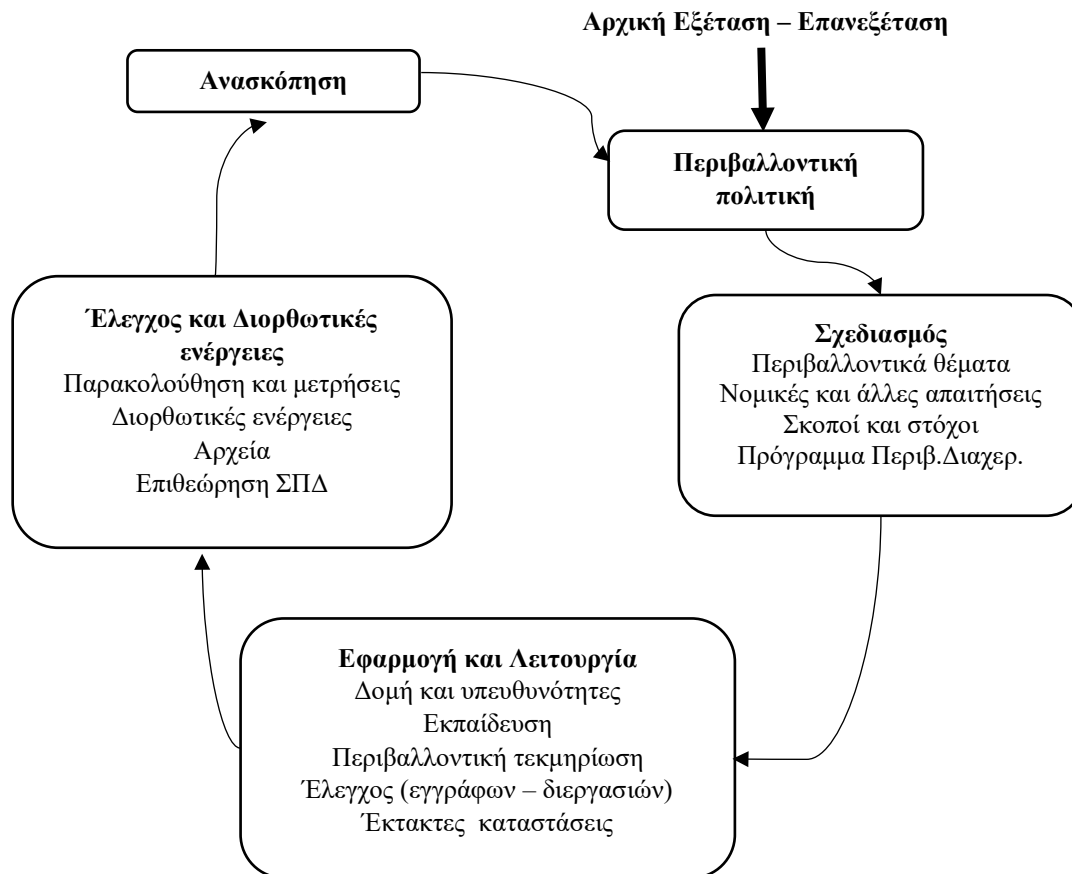 Αρχική Εξέταση – Επανεξέταση
Ανασκόπηση
Περιβαλλοντική
πολιτική
Σχεδιασμός
Περιβαλλοντικά θέματα
Νομικές και άλλες απαιτήσεις
Σκοποί και στόχοι
Πρόγραμμα Περιβ.Διαχερ.
Εφαρμογή και Λειτουργία
Δομή και υπευθυνότητες
Εκπαίδευση
Περιβαλλοντική τεκμηρίωση
Έλεγχος (εγγράφων – διεργασιών)
Έκτακτες καταστάσεις
Έλεγχος και Διορθωτικές
ενέργειες
Παρακολούθηση και μετρήσεις
Διορθωτικές ενέργειες
Αρχεία
Επιθεώρηση ΣΠΔ